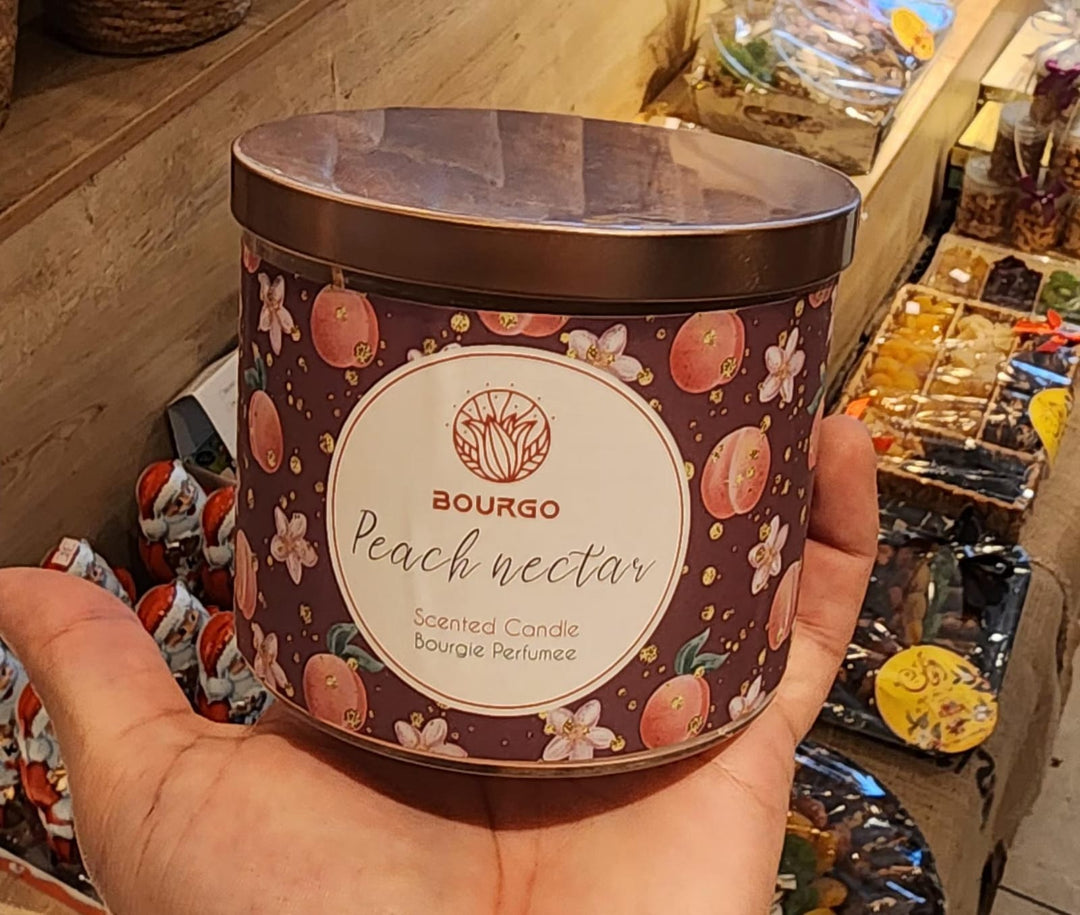 BOURGO
Peach nectar
Scented Candle
Bourgie Perfumee